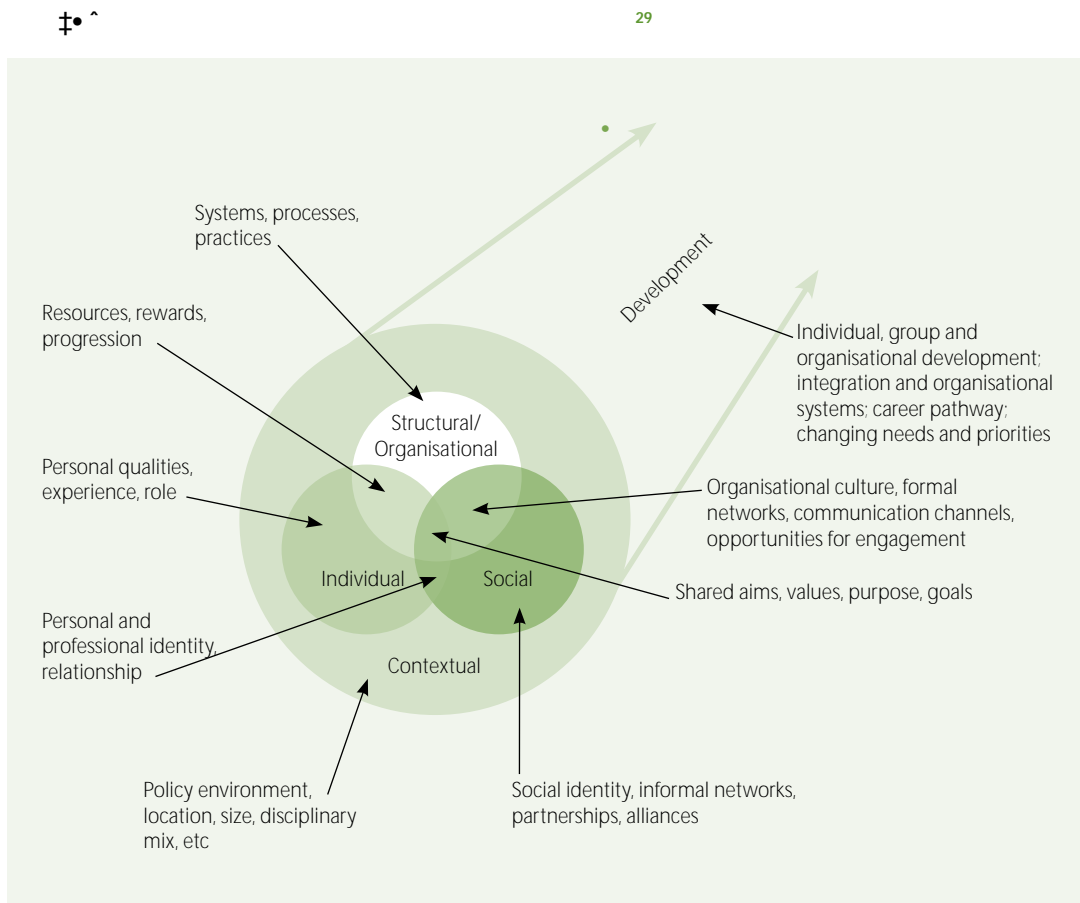 ‡• ˆ
29
Systems, processes,
practices
Development
Resources, rewards,
progression
Individual, group and
organisational development;
integration and organisational
systems; career pathway;
changing needs and priorities
Structural/
Organisational
Personal qualities,
experience, role
Organisational culture, formal
networks, communication channels,
opportunities for engagement
Individual
Social
Shared aims, values, purpose, goals
Personal and
professional identity,
relationship
Contextual
Policy environment,
location, size, disciplinary
mix, etc
Social identity, informal networks,
partnerships, alliances